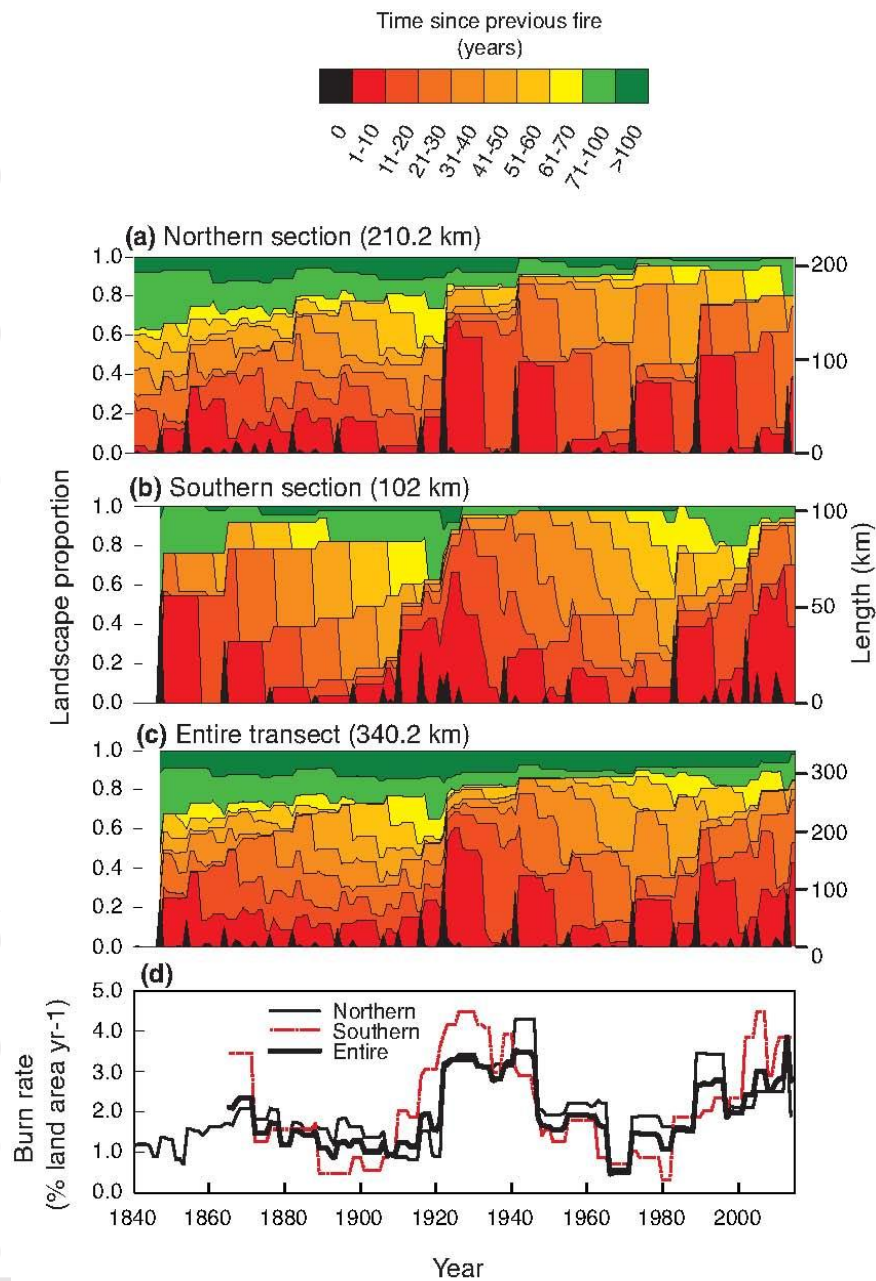 Time since previous fire
(years)
0
1-10
11-20
21-30
31-40
41-50
51-60
61-70
71-100
>100
(a) Northern section (210.2 km)
1.0
0.8
0.6
0.4
0.2
0.0
200
100
0
(b) Southern section (102 km)
1.0
0.8
0.6
0.4
0.2
0.0
100
50
0
Landscape proportion
Length (km)
(c) Entire transect (340.2 km)
1.0
0.8
0.6
0.4
0.2
0.0
300
200
100
0
(d)
5.0
4.0
3.0
2.0
1.0
0.0
Northern
Southern
Entire
Burn rate
(% land area yr-1)
1840 1860 1880 1900 1920 1940 1960 1980 2000
Year